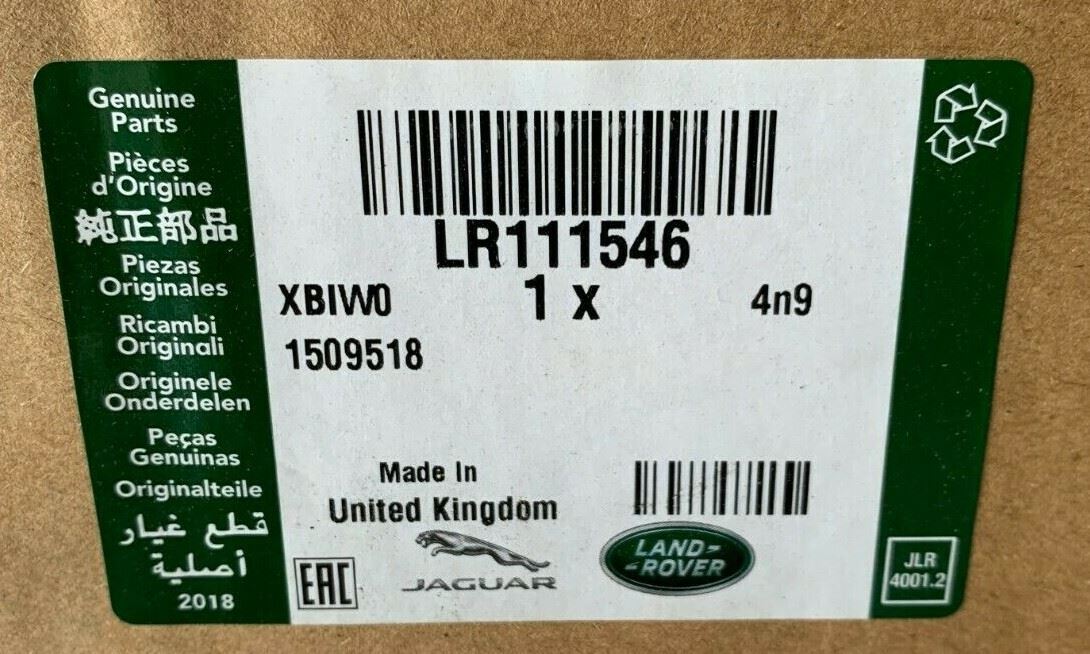 Genuine
Parts
Pièces
d'Origine
純正部品
Piezas
Originales
Ricambi
Originali
Originele
Onderdelen
Peças
Genuinas
Originalteile
قطع غيار
أصلية
2018
LR111546
XBIW0 1 x 4n9
1509518
Made In
United Kingdom
EAC
JAGUAR
LAND-
-ROVER
JLR
4001.2